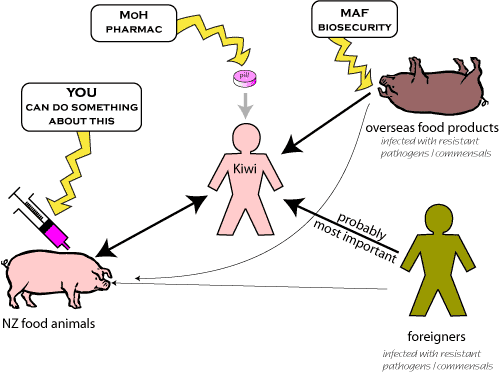 MoH
PHARMAC
MAF
BIOSECURITY
pill
YOU
CAN DO SOMETHING
ABOUT THIS
overseas food products
infected with resistant
pathogens / commensals
Kiwi
probably
most important
NZ food animals
foreigners
infected with resistant
pathogens / commensals